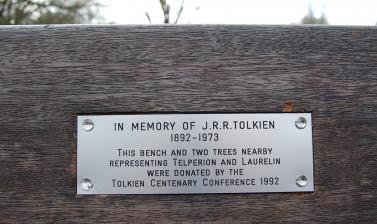 IN MEMORY OF J.R.R.TOLKIEN
1892-1973
THIS BENCH AND TWO TREES NEARBY
REPRESENTING TELPERION AND LAURELIN
WERE DONATED BY THE
TOLKIEN CENTENARY CONFERENCE 1992